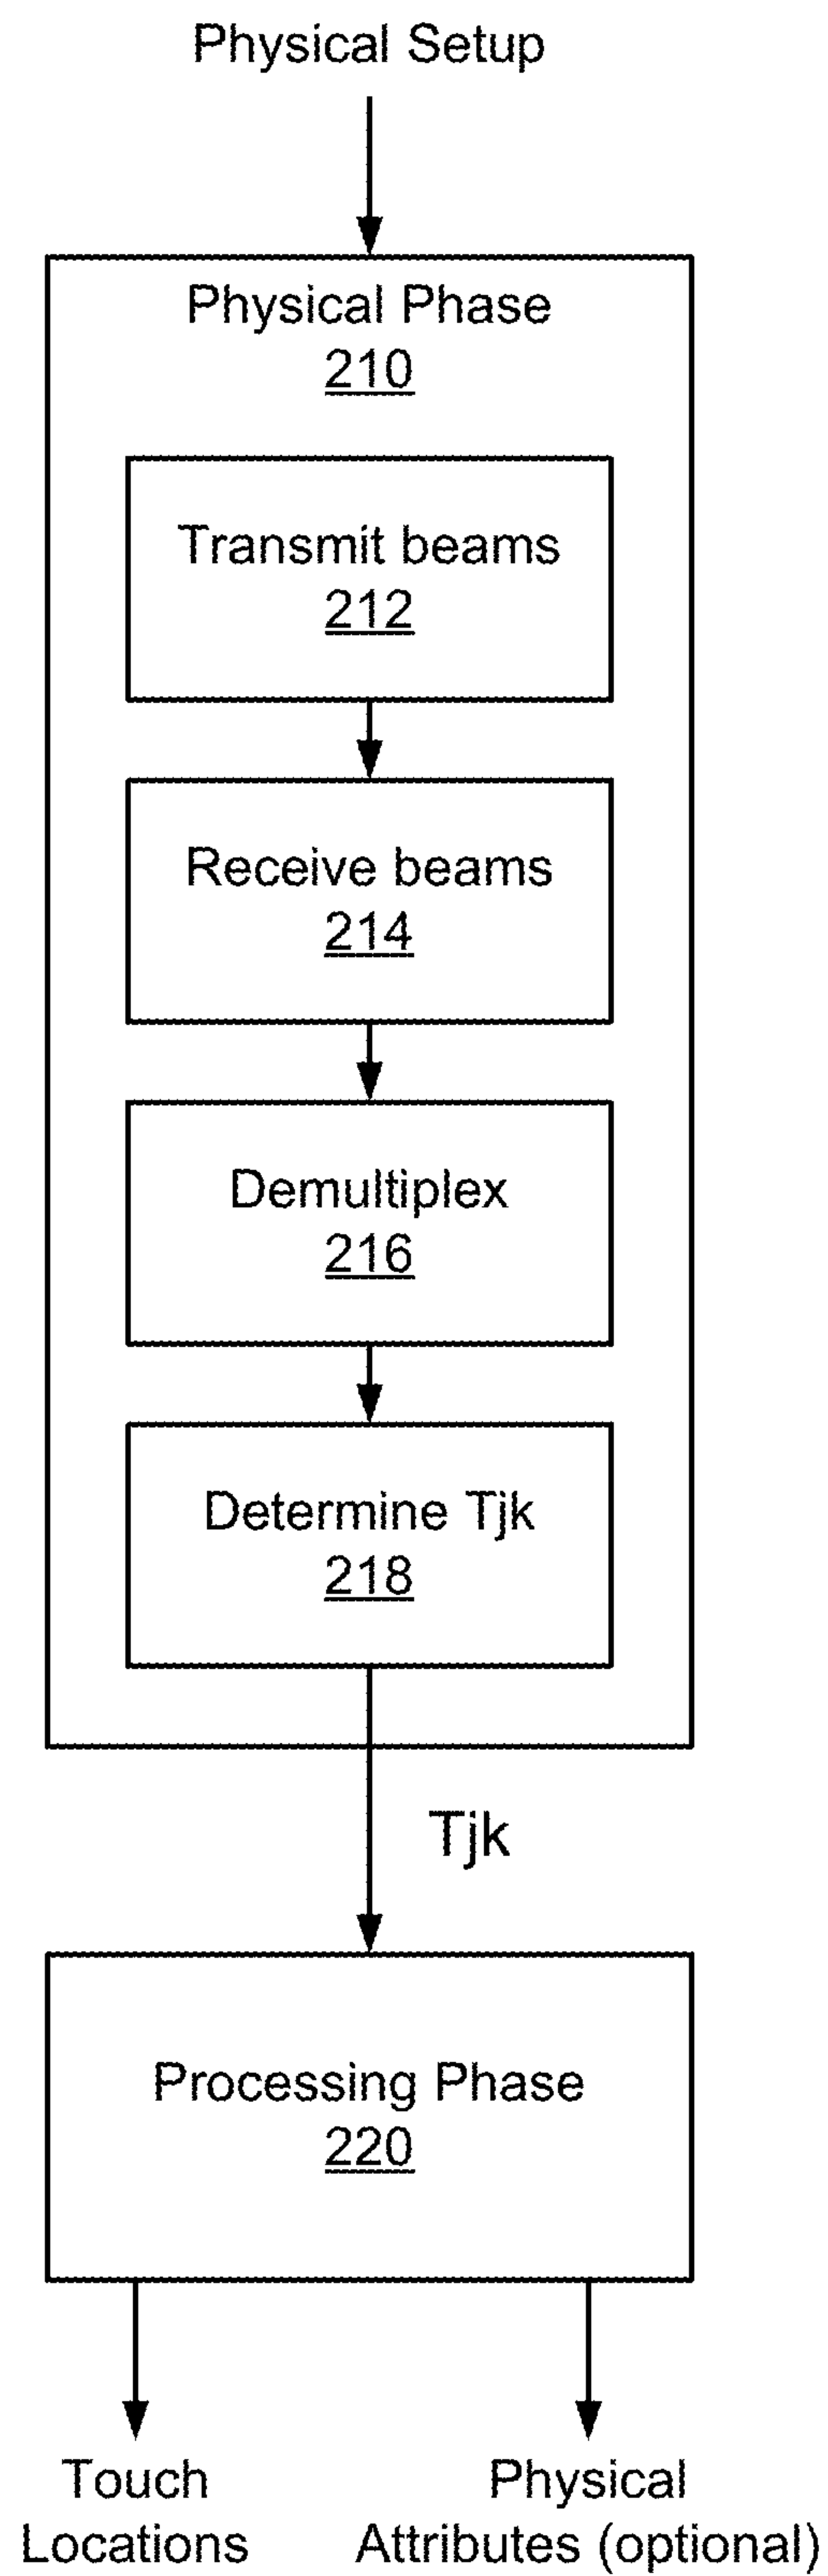 Physical Setup
Physical Phase
210
Transmit beams
212
Receive beams
214
Demultiplex
216
Determine Tjk
218
Tjk
Processing Phase
220
Touch
Locations
Physical
Attributes (optional)